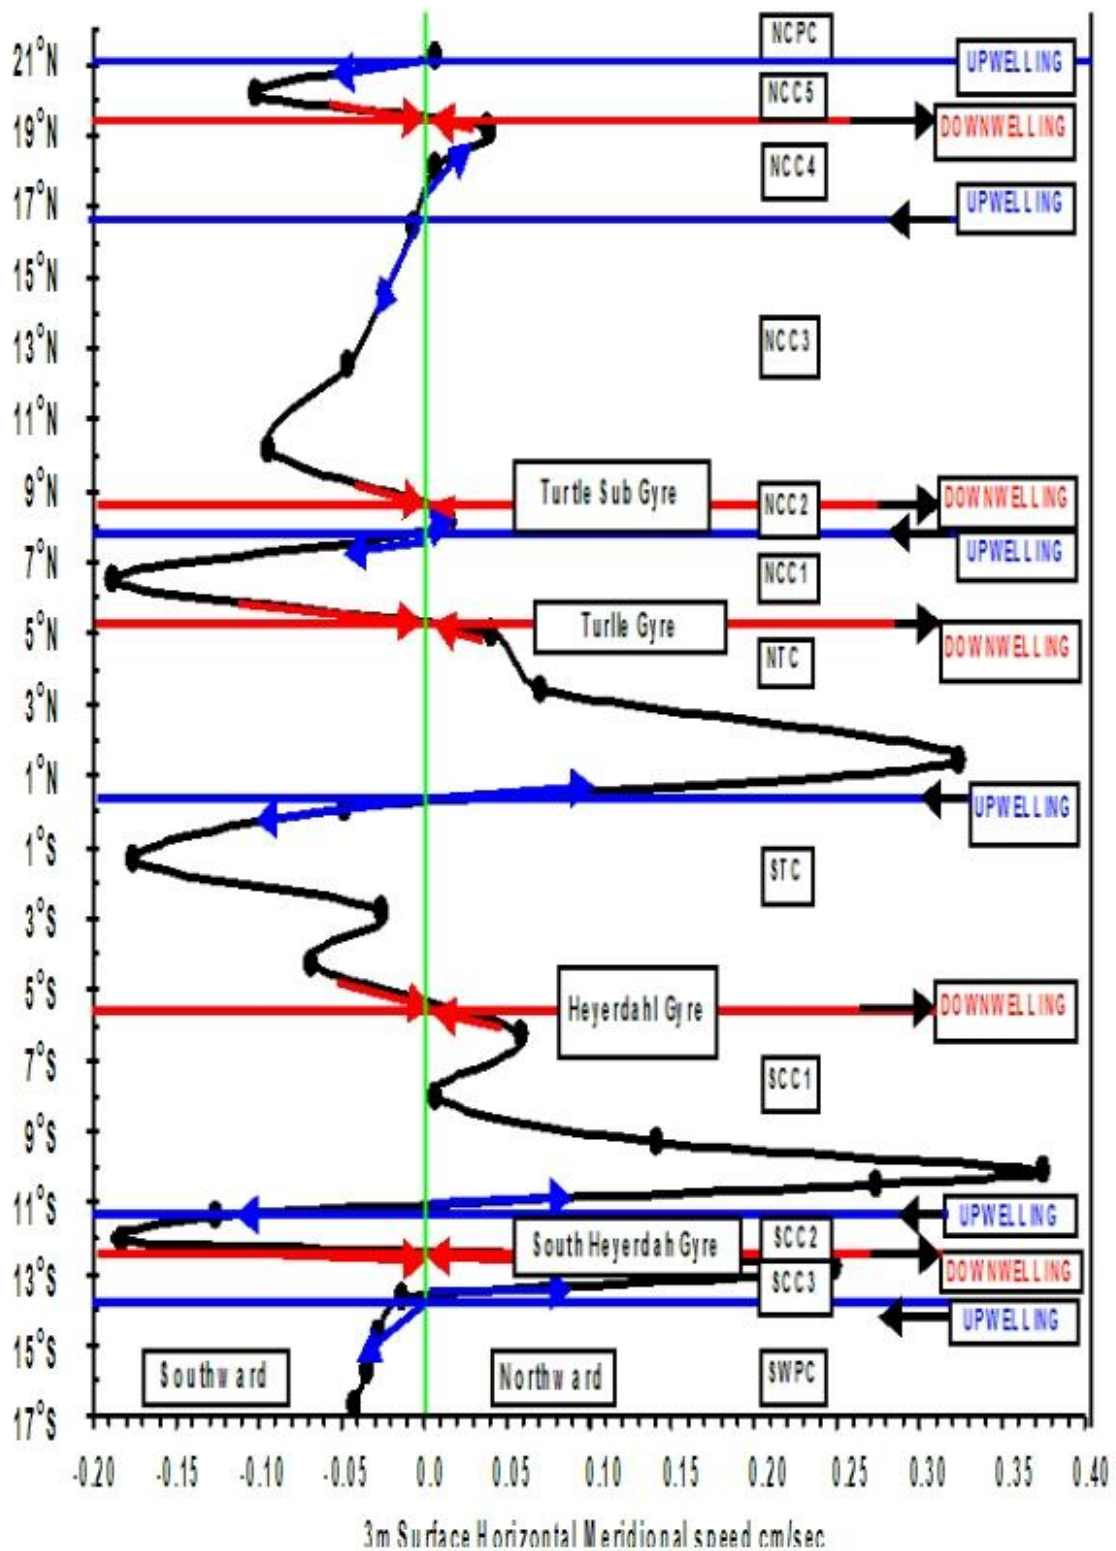 NCPC
21°N
UPWELLING
NCC5
19°N
DOWNWELLING
NCC4
17°N
UPWELLING
15°N
13°N
NCC3
11°N
9°N
Turtle Sub Gyre
NCC2
DOWNWELLING
7°N
NCC1
UPWELLING
5°N
Turlle Gyre
NTC
DOWNWELLING
3°N
1°N
UPWELLING
1°S
STC
3°S
5°S
Heyerdahl Gyre
DOWNWELLING
7°S
SCC1
9°S
11°S
UPWELLING
South Heyerdah Gyre
SCC2
13°S
SCC3
DOWNWELLING
UPWELLING
15°S
Southward
Northward
SWPC
17°S
-0.20 -0.15 -0.10 -0.05 0.0 0.05 0.10 0.15 0.20 0.25 0.30 0.35 0.40
3m Surface Horizontal Meridional speed cm/sec